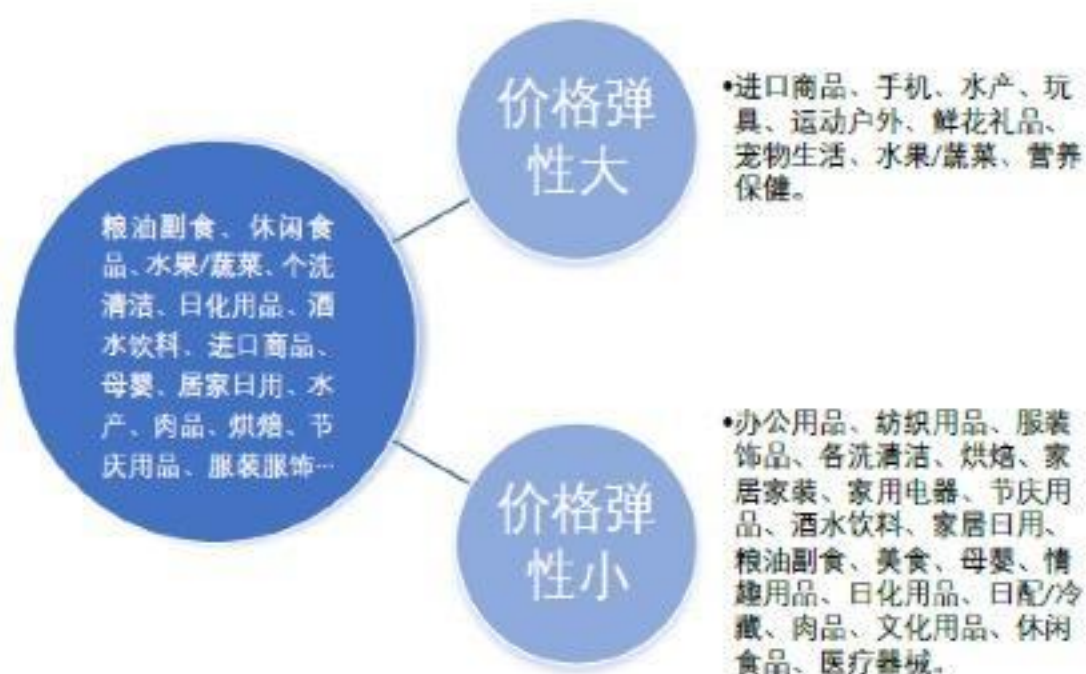 粮油副食、休闲食
品、水果/蔬菜、个洗
清洁、日化用品、酒
水饮料、进口商品、
母婴、居家日用、水
产、肉品、烘焙、节
庆用品、服装服饰…
价格弹
性大
•进口商品、手机、水产、玩
具、运动户外、鲜花礼品、
宠物生活、水果/蔬菜、营养
保健。
价格弹
性小
•办公用品、纺织用品、服装
饰品、各洗清洁、烘焙、家
居家装、家用电器、节庆用
品、酒水饮料、家居日用、
粮油副食、美食、母婴、情
趣用品、日化用品、日配/冷
藏、肉品、文化用品、休闲
食品、医疗器械。